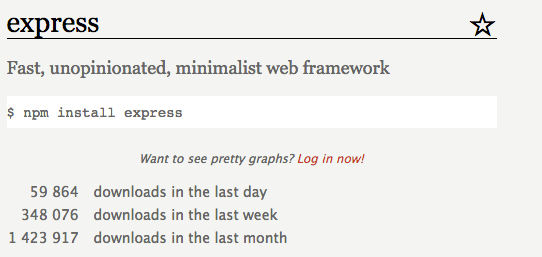 express
Fast, unopinionated, minimalist web framework
$ npm install express
Want to see pretty graphs? Log in now!
59 864 downloads in the last day
348 076 downloads in the last week
1 423 917 downloads in the last month